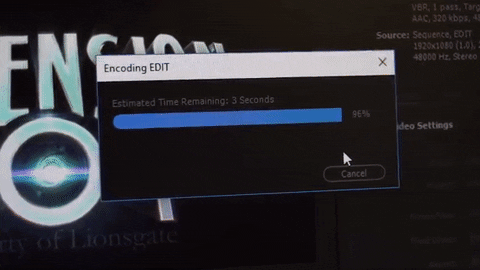 VBR, 1 pass, Targ
AAC, 320 kbps, 48
Source: Sequence, EDIT
1920x1080 (1.0), 2
48000 Hz, Stereo
ENSION
Encoding EDIT
Estimated Time Remaining: 3 Seconds
96%
deo Settings
Cancel
rty of Lionsgate